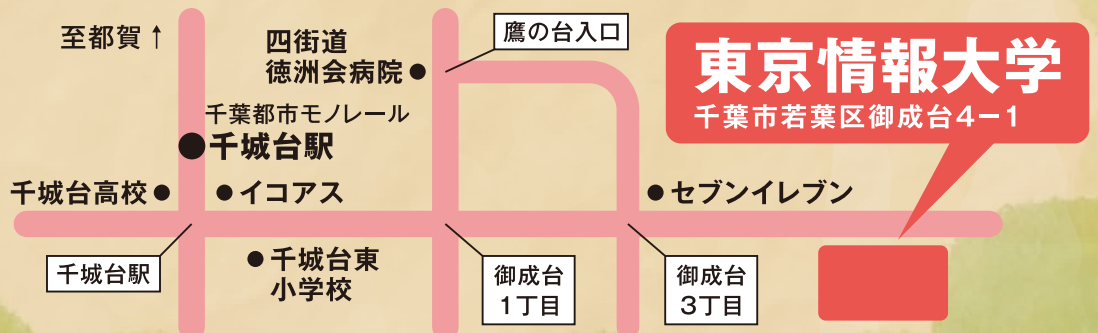 至都賀↑
四街道
徳洲会病院
鷹の台入口
東京情報大学
千葉市若葉区御成台4−1
千葉都市モノレール
千城台駅
千城台高校
イコアス
セブンイレブン
千城台駅
千城台東
小学校
御成台
1丁目
御成台
3丁目